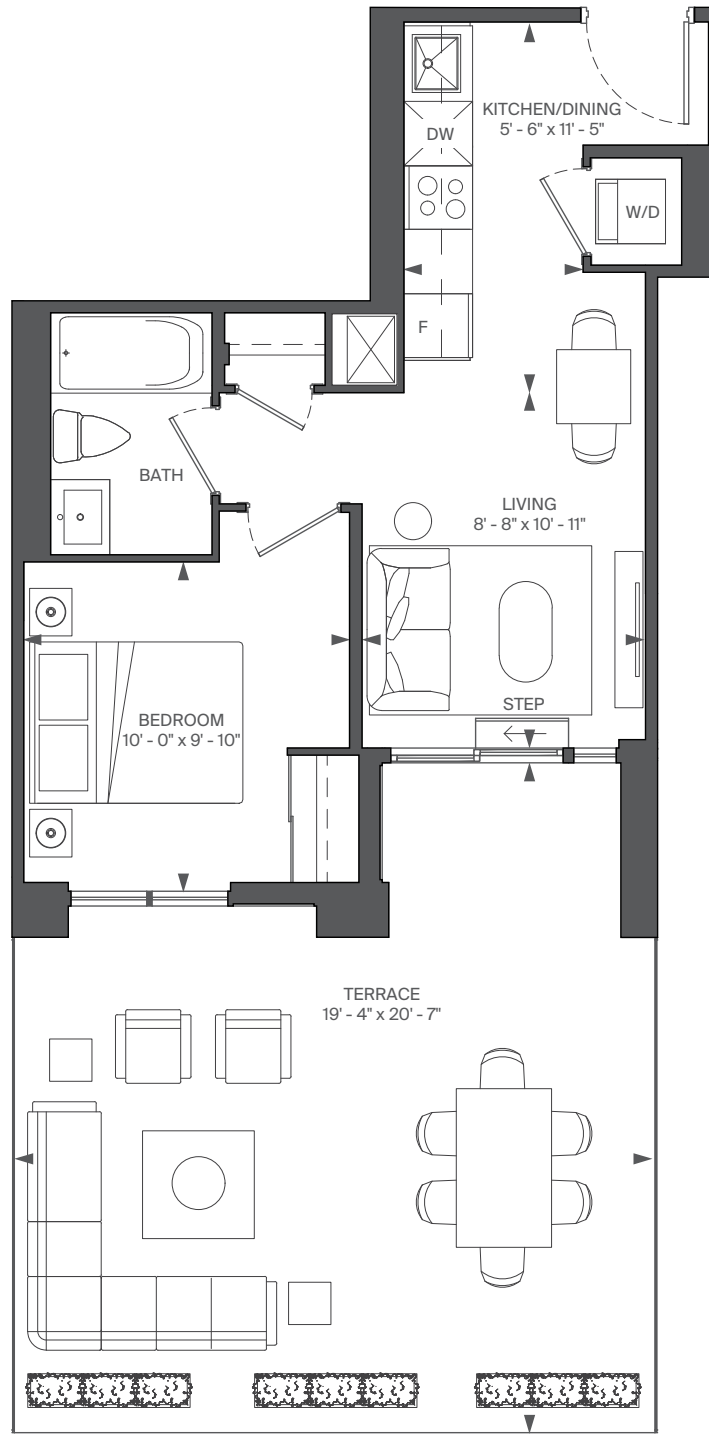 KITCHEN/DINING
5' - 6" x 11' - 5"
DW
W/D
F
BATH
LIVING
8' - 8" x 10' - 11"
STEP
BEDROOM
10' - 0" x 9' - 10"
TERRACE
19' - 4" x 20' - 7"